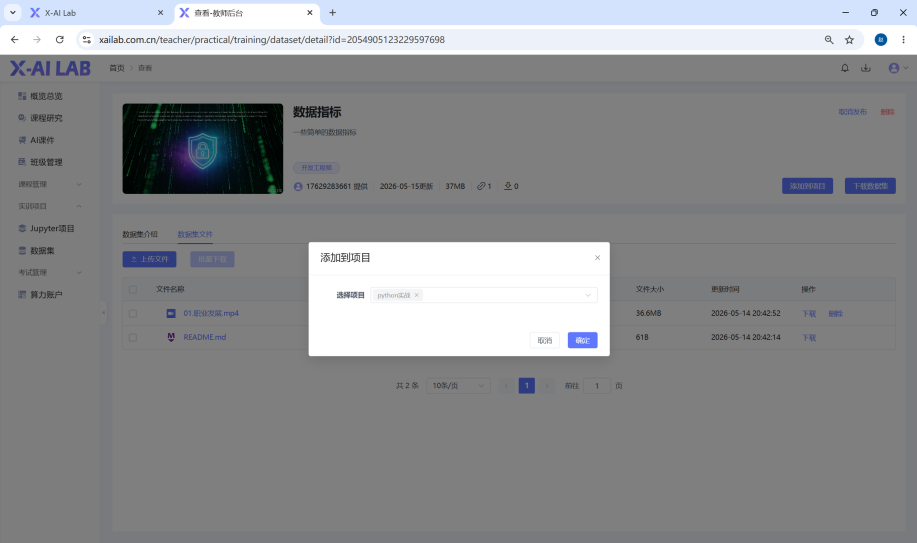 X-AI Lab
查看-教师后台
xailab.com.cn/teacher/practical/training/dataset/detail?id=2054905123229597698
X-AI LAB
首页 > 查看
概览总览
课程研究
AI课件
班级管理
课程管理
实训项目
Jupyter项目
数据集
考试管理
算力账户
数据指标
取消发布 删除
一些简单的数据指标
开发工程师
17629283661 提供 2026-05-15更新 37MB 1 0
添加到项目 下载数据集
数据集介绍 数据集文件
上传文件 批量下载
文件名称 文件大小 更新时间 操作
01.职业发展.mp4 36.6MB 2026-05-14 20:42:52 下载 删除
README.md 61B 2026-05-14 20:42:14 下载
添加到项目
选择项目 python实战
取消 确定
共 2 条 10条/页 1 前往 1 页